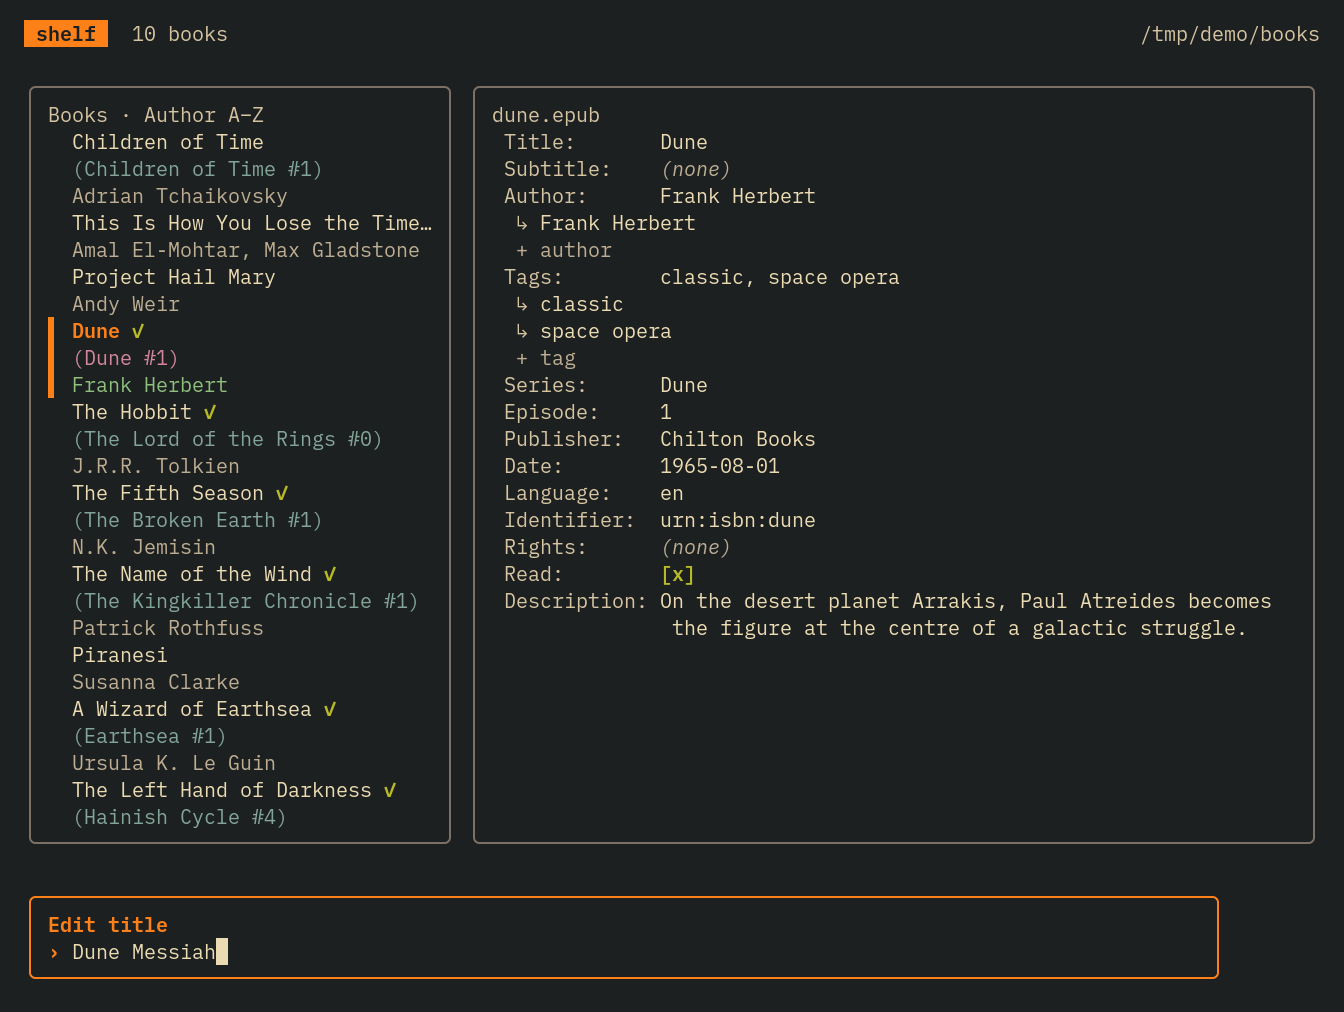 shelf 10 books /tmp/demo/books
Books · Author A–Z
Children of Time
(Children of Time #1)
Adrian Tchaikovsky
This Is How You Lose the Time…
Amal El-Mohtar, Max Gladstone
Project Hail Mary
Andy Weir
Dune ✓
(Dune #1)
Frank Herbert
The Hobbit ✓
(The Lord of the Rings #0)
J.R.R. Tolkien
The Fifth Season ✓
(The Broken Earth #1)
N.K. Jemisin
The Name of the Wind ✓
(The Kingkiller Chronicle #1)
Patrick Rothfuss
Piranesi
Susanna Clarke
A Wizard of Earthsea ✓
(Earthsea #1)
Ursula K. Le Guin
The Left Hand of Darkness ✓
(Hainish Cycle #4)
dune.epub
Title: Dune
Subtitle: (none)
Author: Frank Herbert
↳ Frank Herbert
+ author
Tags: classic, space opera
↳ classic
↳ space opera
+ tag
Series: Dune
Episode: 1
Publisher: Chilton Books
Date: 1965-08-01
Language: en
Identifier: urn:isbn:dune
Rights: (none)
Read: [x]
Description: On the desert planet Arrakis, Paul Atreides becomes
the figure at the centre of a galactic struggle.
Edit title
› Dune Messiah